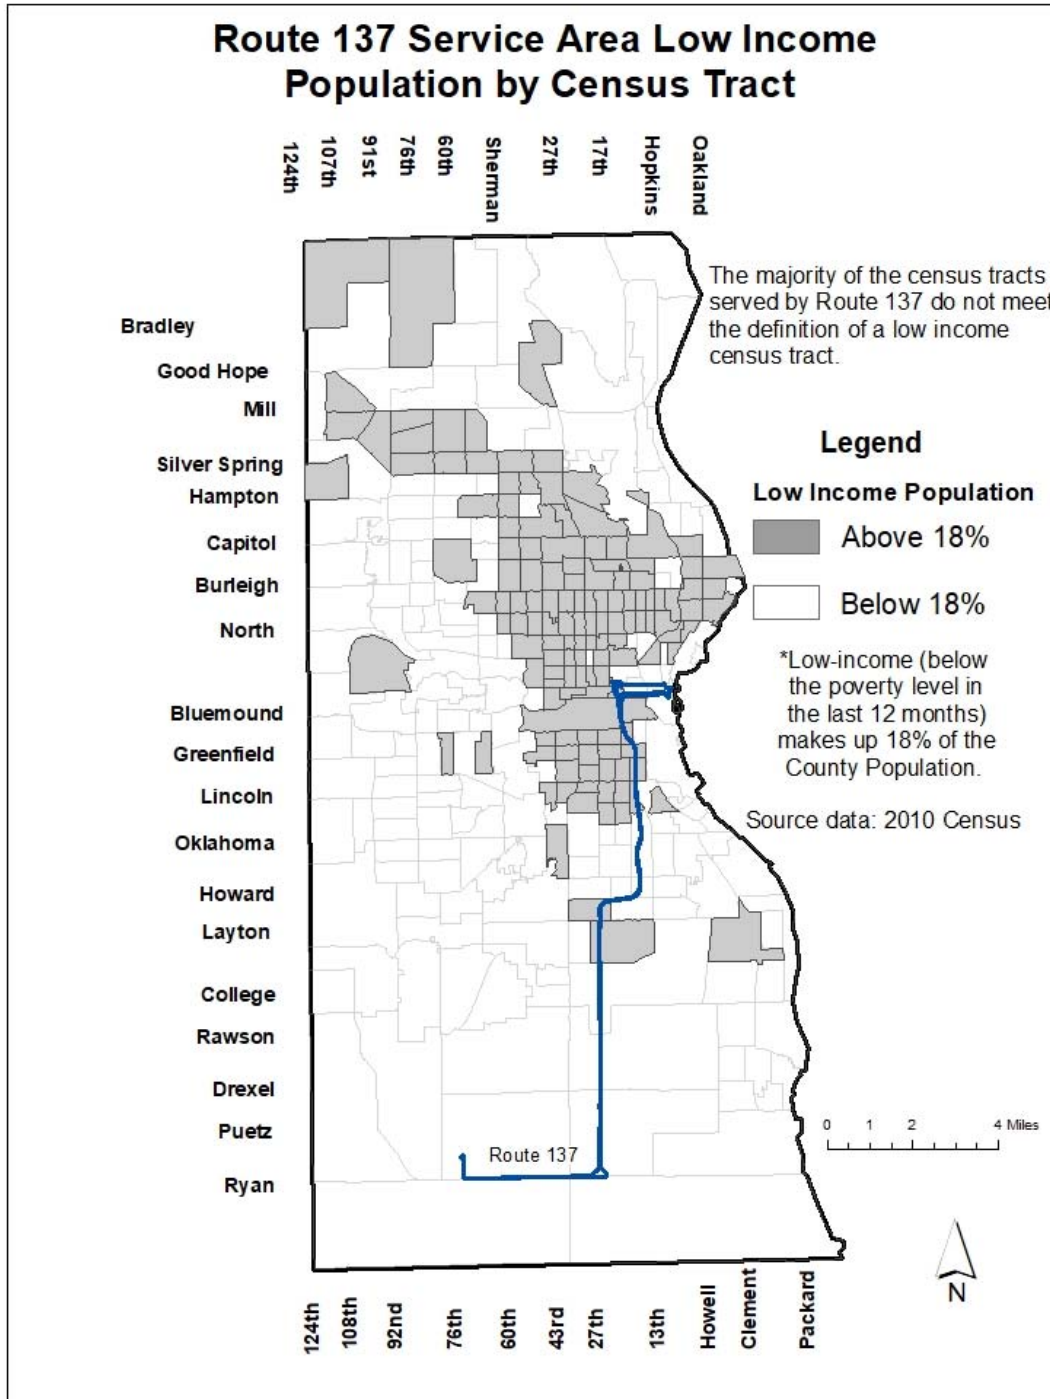 Route 137 Service Area Low Income
Population by Census Tract
124th
107th
91st
76th
60th
Sherman
27th
17th
Hopkins
Oakland
The majority of the census tracts
served by Route 137 do not meet
the definition of a low income
census tract.
Bradley
Good Hope
Mill
Silver Spring
Hampton
Capitol
Burleigh
North
Bluemound
Greenfield
Lincoln
Oklahoma
Howard
Layton
College
Rawson
Drexel
Puetz
Ryan
Legend
Low Income Population
Above 18%
Below 18%
*Low-income (below
the poverty level in
the last 12 months)
makes up 18% of the
County Population.
Source data: 2010 Census
0 1 2 4 Miles
Route 137
N
124th
108th
92nd
76th
60th
43rd
27th
13th
Howell
Clement
Packard